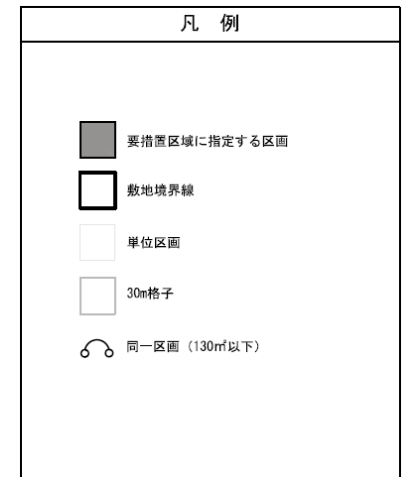 凡 例
要措置区域に指定する区画
敷地境界線
単位区画
30m格子
同一区画（130㎡以下）